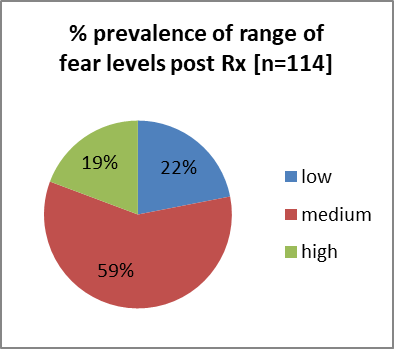 % prevalence of range of
fear levels post Rx [n=114]
19%
22%
59%
low
medium
high